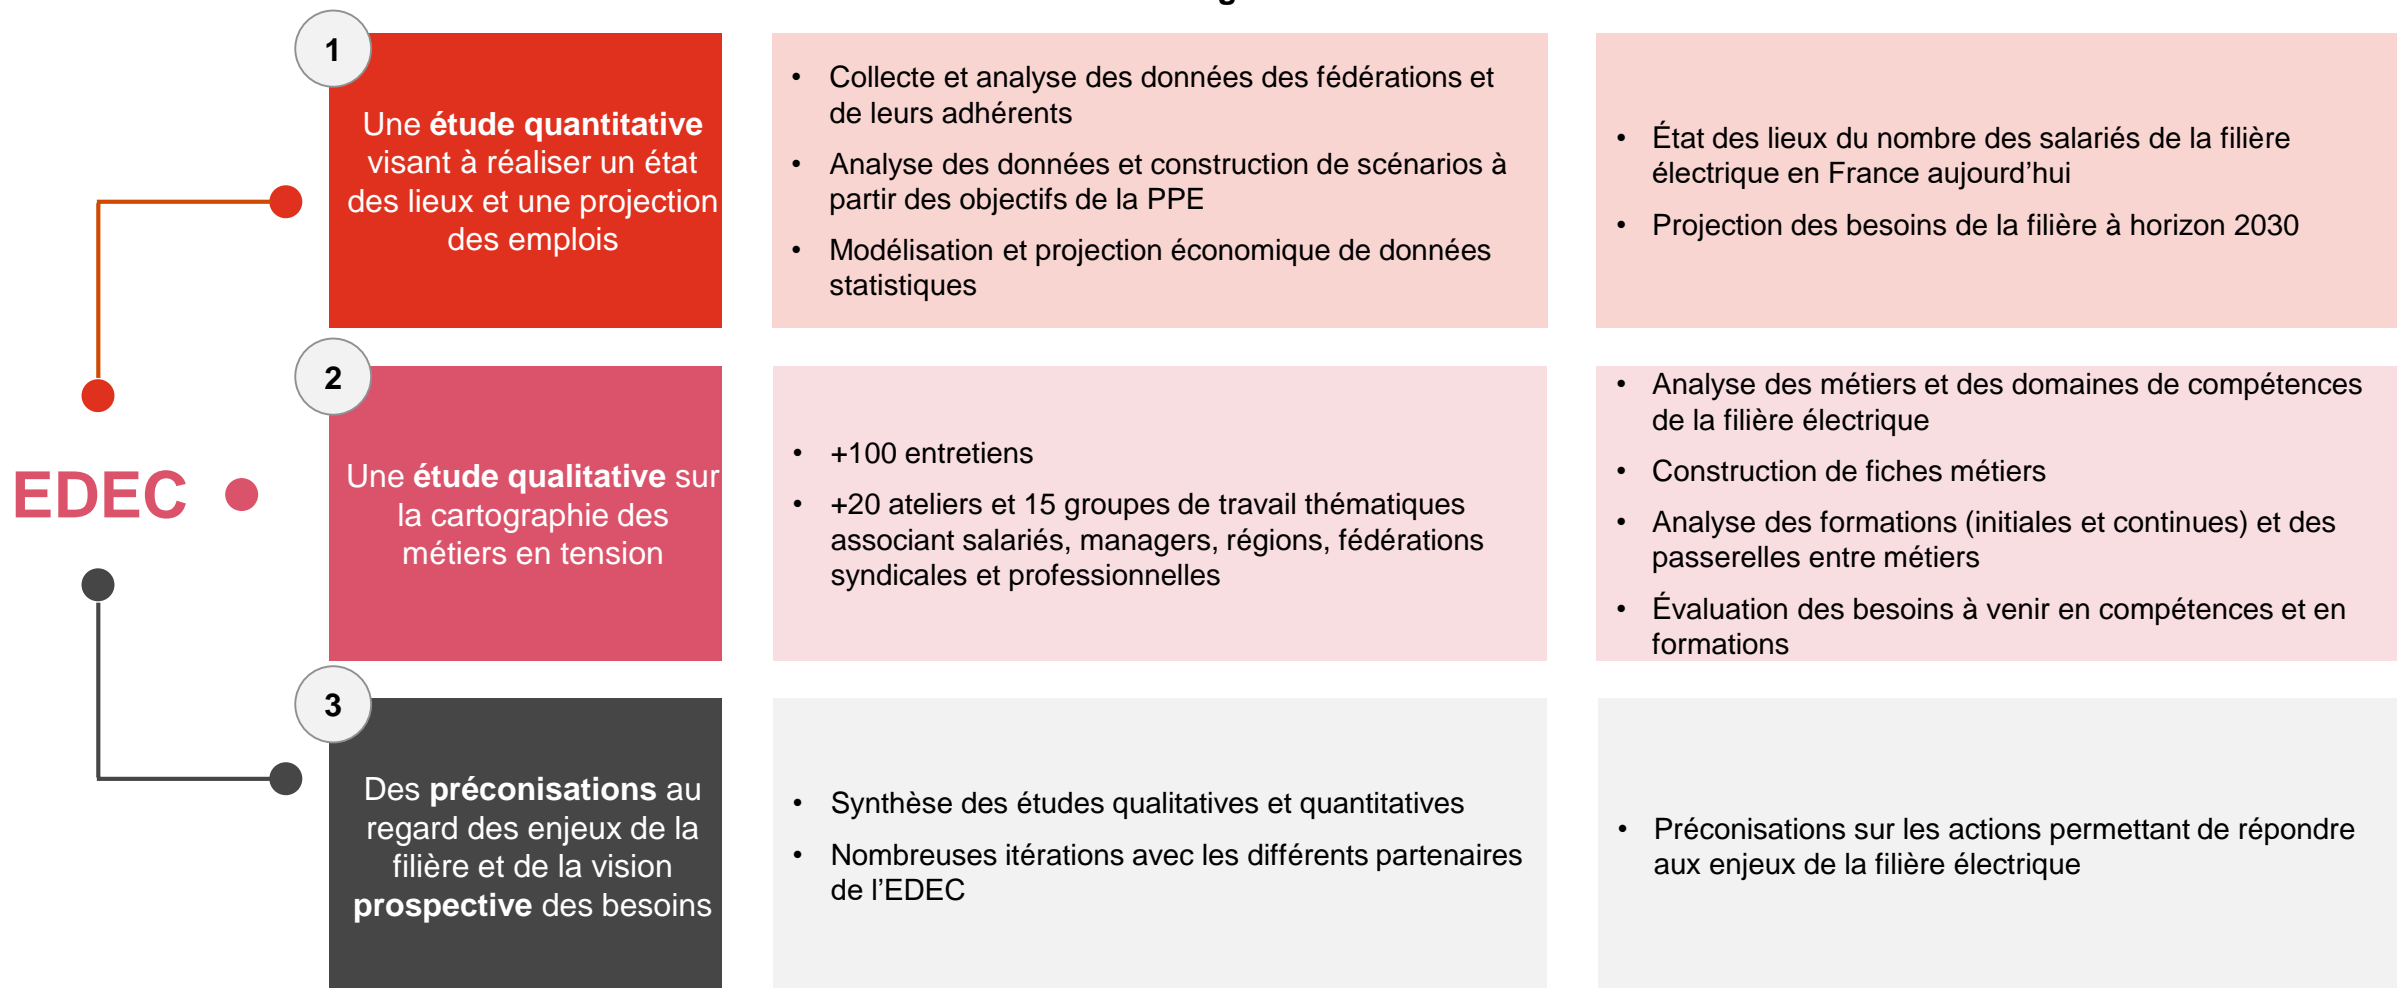 1
Une étude quantitative
visant à réaliser un état
des lieux et une projection
des emplois
• Collecte et analyse des données des fédérations et
de leurs adhérents
• Analyse des données et construction de scénarios à
partir des objectifs de la PPE
• Modélisation et projection économique de données
statistiques
• État des lieux du nombre des salariés de la filière
électrique en France aujourd’hui
• Projection des besoins de la filière à horizon 2030
EDEC
2
Une étude qualitative sur
la cartographie des
métiers en tension
• +100 entretiens
• +20 ateliers et 15 groupes de travail thématiques
associant salariés, managers, régions, fédérations
syndicales et professionnelles
• Analyse des métiers et des domaines de compétences
de la filière électrique
• Construction de fiches métiers
• Analyse des formations (initiales et continues) et des
passerelles entre métiers
• Évaluation des besoins à venir en compétences et en
formations
3
Des préconisations au
regard des enjeux de la
filière et de la vision
prospective des besoins
• Synthèse des études qualitatives et quantitatives
• Nombreuses itérations avec les différents partenaires
de l’EDEC
• Préconisations sur les actions permettant de répondre
aux enjeux de la filière électrique